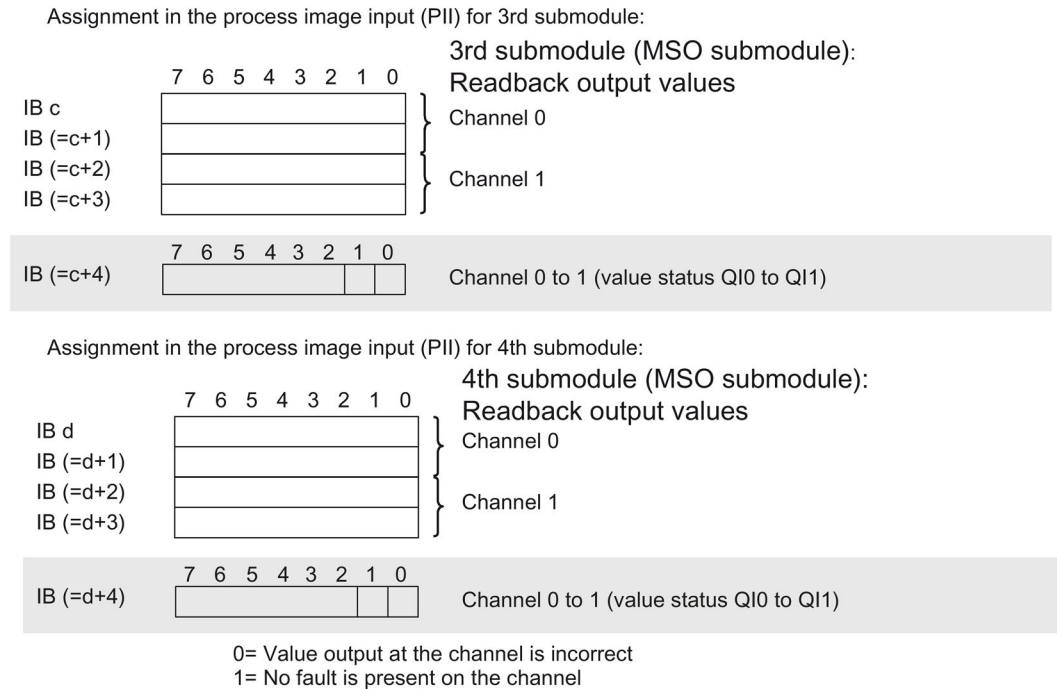 Assignment in the process image input (PII) for 3rd submodule:
3rd submodule (MSO submodule):
Readback output values
7 6 5 4 3 2 1 0
IB c
Channel 0
IB (=c+1)
IB (=c+2)
Channel 1
IB (=c+3)
7 6 5 4 3 2 1 0
IB (=c+4) Channel 0 to 1 (value status QI0 to QI1)
Assignment in the process image input (PII) for 4th submodule:
4th submodule (MSO submodule):
Readback output values
7 6 5 4 3 2 1 0
IB d
Channel 0
IB (=d+1)
IB (=d+2)
Channel 1
IB (=d+3)
7 6 5 4 3 2 1 0
IB (=d+4) Channel 0 to 1 (value status QI0 to QI1)
0= Value output at the channel is incorrect
1= No fault is present on the channel